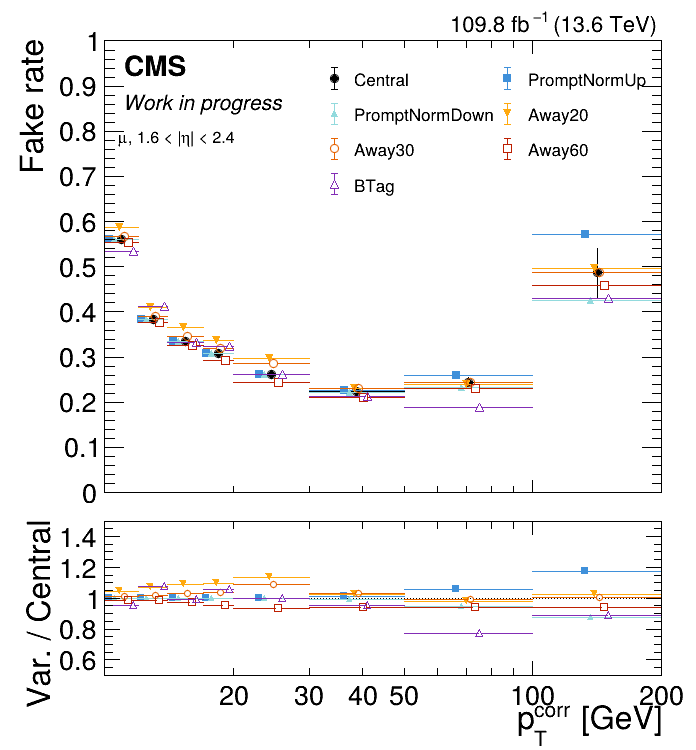 109.8 fb⁻¹ (13.6 TeV)
CMS
Work in progress
μ, 1.6 < |η| < 2.4
Central
PromptNormUp
PromptNormDown
Away20
Away30
Away60
BTag
Fake rate
1
0.9
0.8
0.7
0.6
0.5
0.4
0.3
0.2
0.1
0
Var. / Central
1.4
1.2
1
0.8
0.6
20 30 40 50 100 200
p_T^corr [GeV]